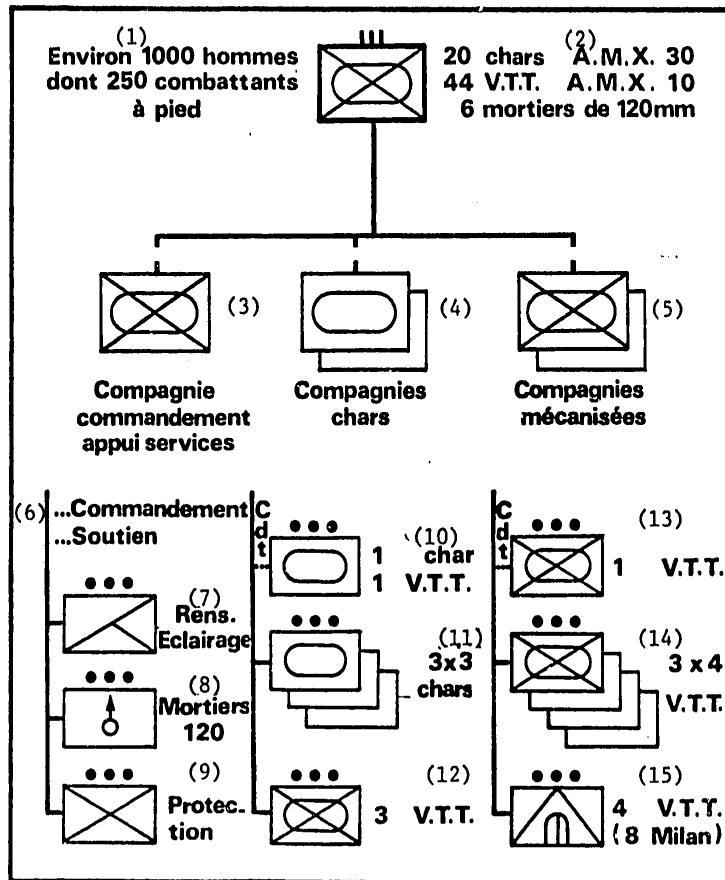 (1)
Environ 1000 hommes
dont 250 combattants
à pied
(2)
20 chars A.M.X. 30
44 V.T.T. A.M.X. 10
6 mortiers de 120mm
(3)
Compagnie
commandement
appui services
(4)
Compagnies
chars
(5)
Compagnies
mécanisées
(6) ...Commandement
...Soutien
(7)
Rens.
Eclairage
(8)
Mortiers
120
(9)
Protec-
tion
Cdt
(10)
1 char
1 V.T.T.
(11)
3x3
chars
(12)
3 V.T.T.
Cdt
(13)
1 V.T.T.
(14)
3 x 4
V.T.T.
(15)
4 V.T.T.
(8 Milan)